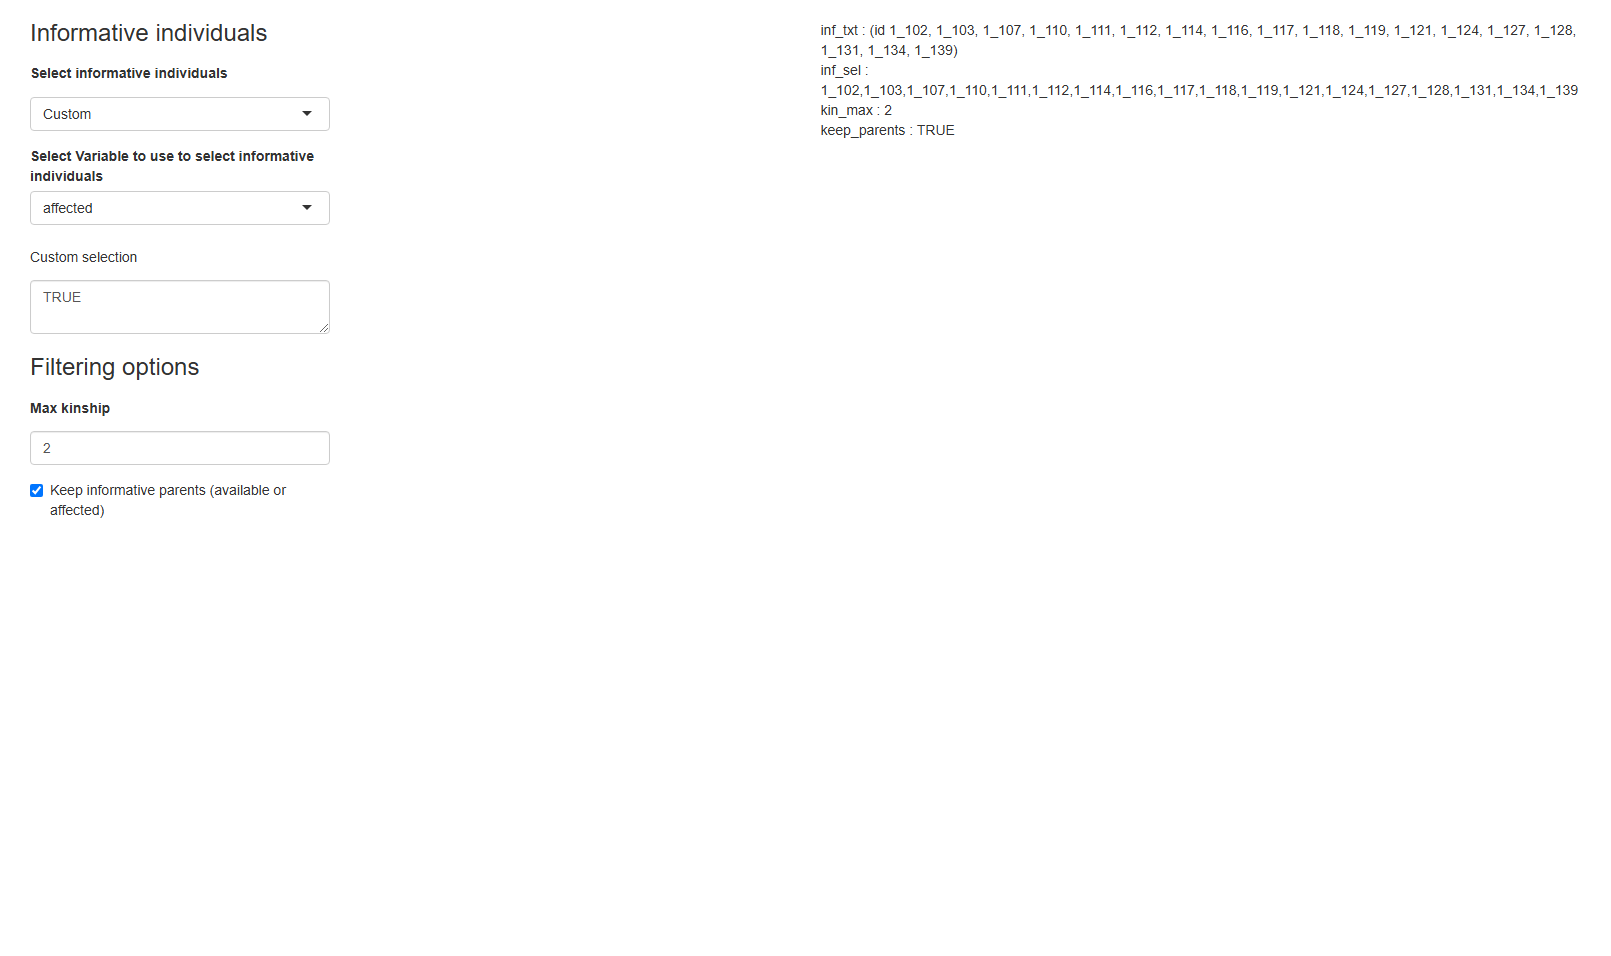 Informative individuals
Select informative individuals
Custom
Select Variable to use to select informative
individuals
affected
Custom selection
TRUE
Filtering options
Max kinship
2
Keep informative parents (available or
affected)
inf_txt : (id 1_102, 1_103, 1_107, 1_110, 1_111, 1_112, 1_114, 1_116, 1_117, 1_118, 1_119, 1_121, 1_124, 1_127, 1_128,
1_131, 1_134, 1_139)
inf_sel :
1_102,1_103,1_107,1_110,1_111,1_112,1_114,1_116,1_117,1_118,1_119,1_121,1_124,1_127,1_128,1_131,1_134,1_139
kin_max : 2
keep_parents : TRUE